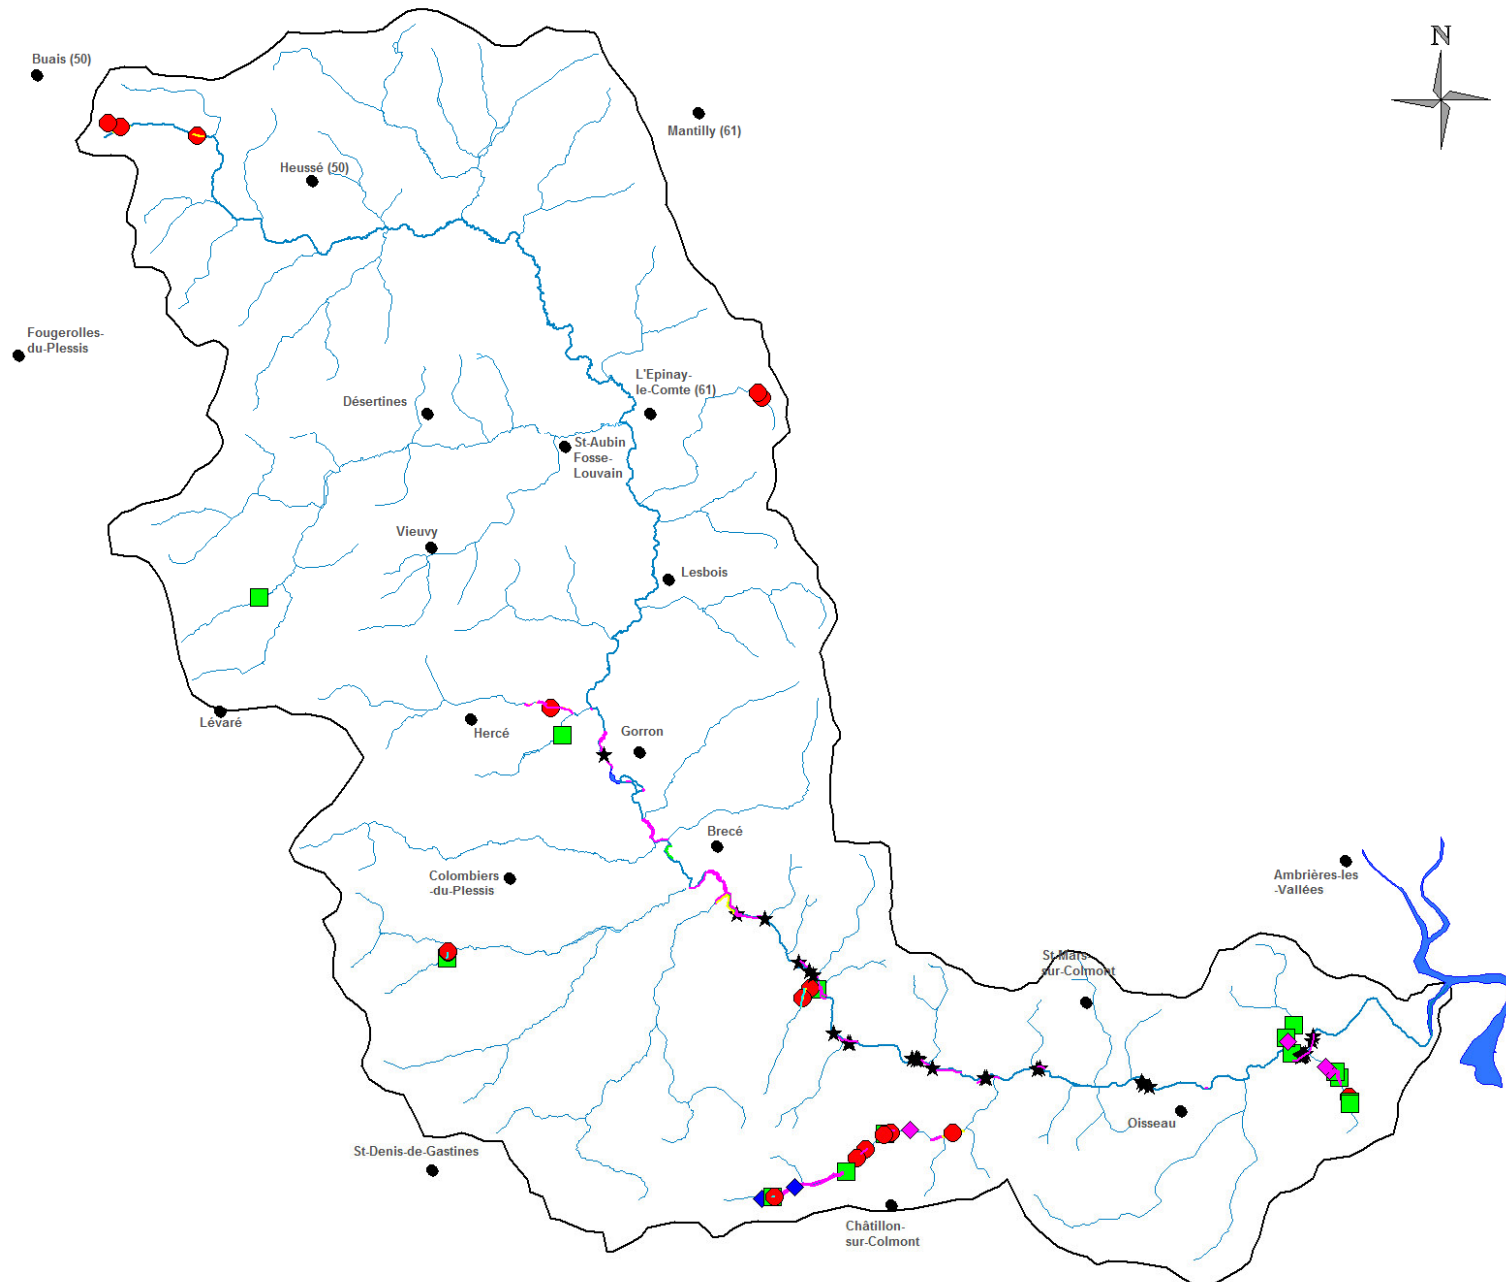 N
Buais (50)
Mantilly (61)
Heussé (50)
Fougerolles-
du-Plessis
L'Epinay-
le-Comte (61)
Désertines
St-Aubin
Fosse-
Louvain
Vieuvy
Lesbois
Lévaré
Hercé
Gorron
Brecé
Colombiers
-du-Plessis
Ambrières-les
-Vallées
St-Mars-
sur-Colmont
Oisseau
St-Denis-de-Gastines
Châtillon-
sur-Colmont